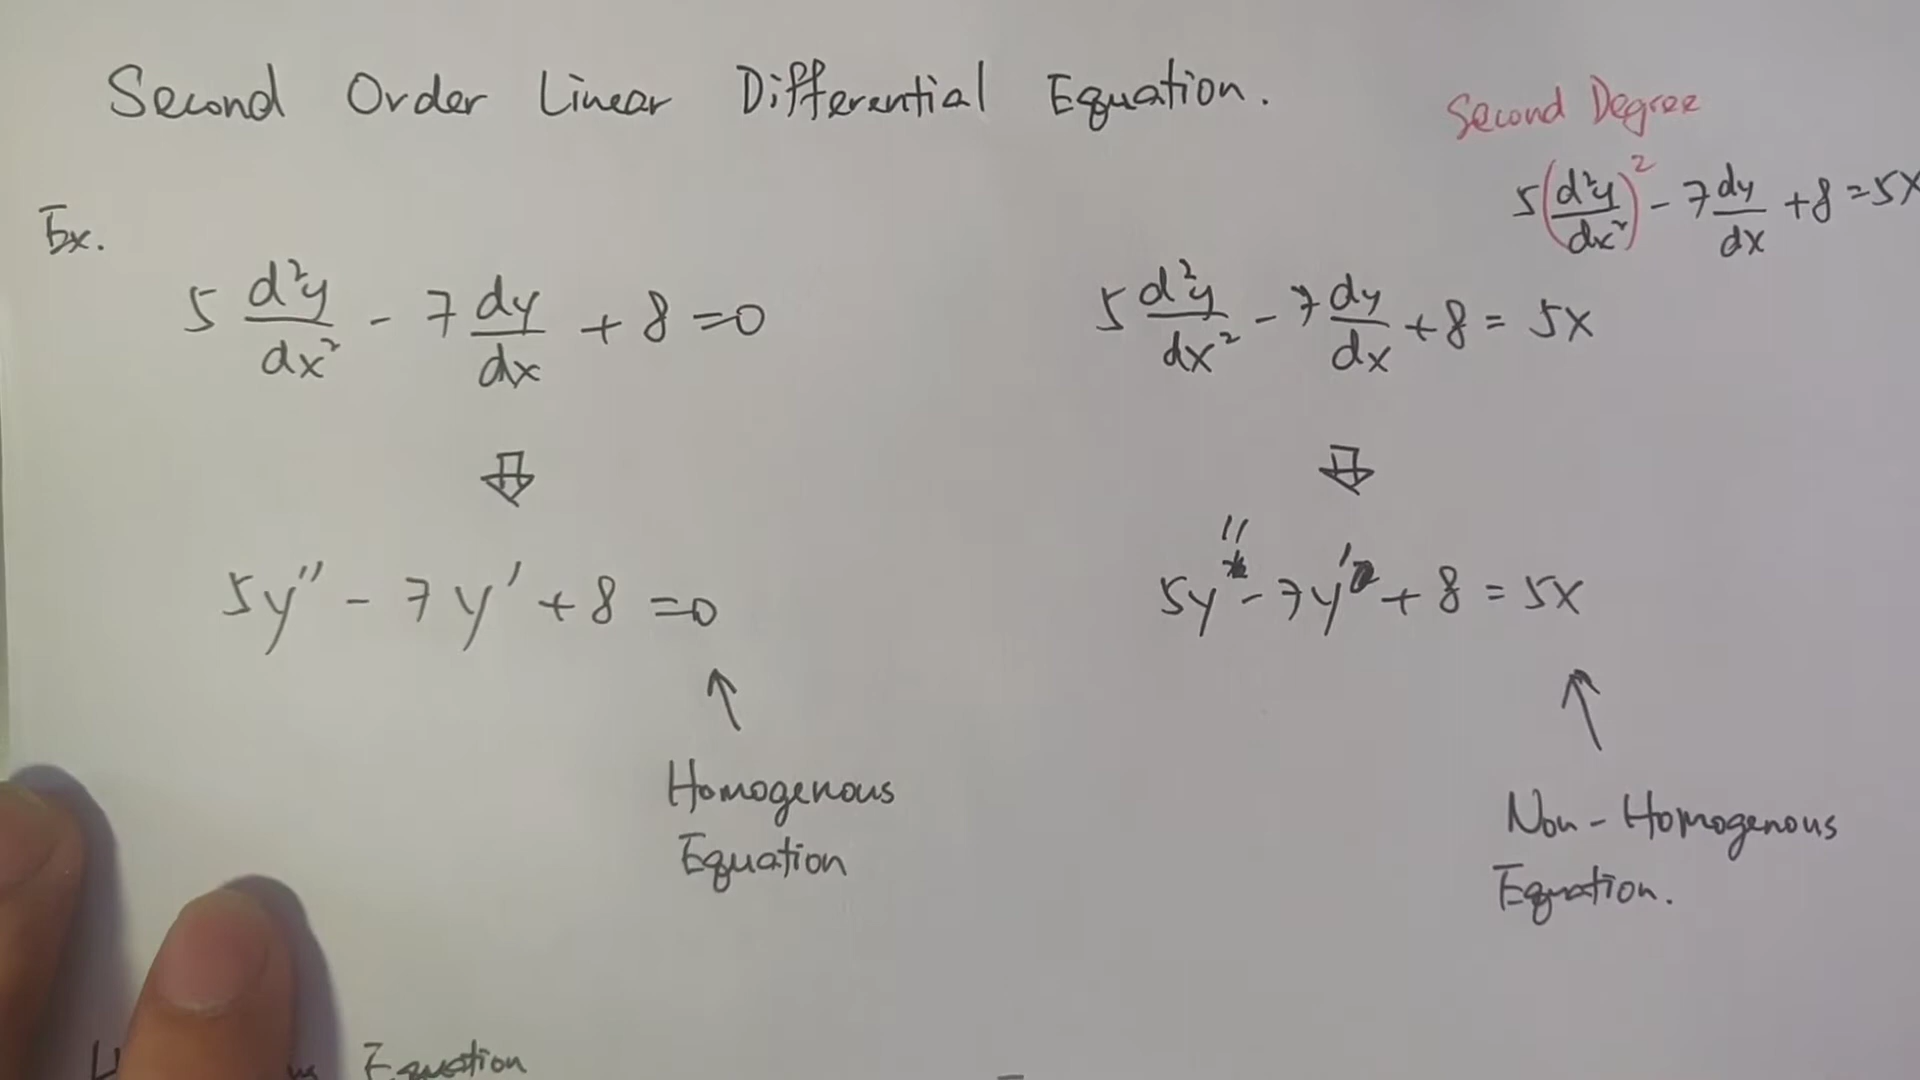 Second Order Linear Differential Equation.
Second Degree
5(d²y/dx²)² - 7 dy/dx + 8 = 5x
Ex.
5 d²y/dx² - 7 dy/dx + 8 = 0
5 d²y/dx² - 7 dy/dx + 8 = 5x
5y'' - 7y' + 8 = 0
5y'' - 7y' + 8 = 5x
Homogenous
Equation
Non-Homogenous
Equation.
Equation